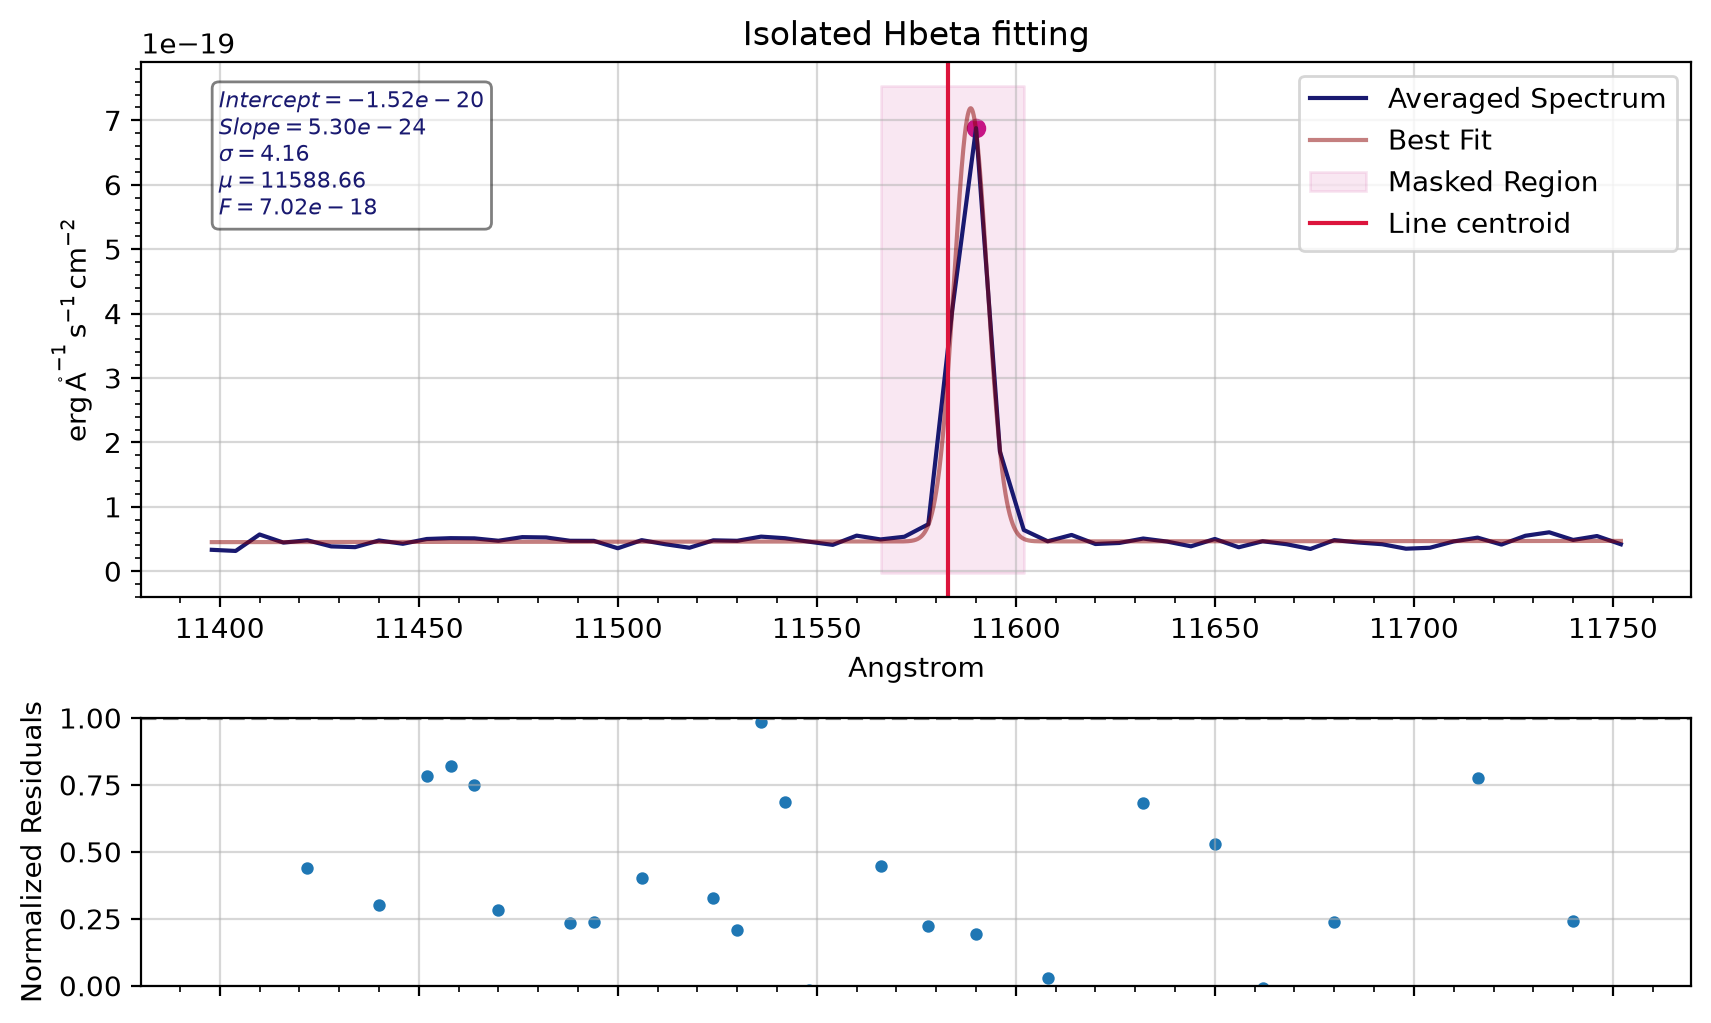 Isolated Hbeta fitting
1e−19
Intercept = −1.52e − 20
Slope = 5.30e − 24
σ = 4.16
μ = 11588.66
F = 7.02e − 18
Averaged Spectrum
Best Fit
Masked Region
Line centroid
7
6
5
4
3
2
1
0
erg Å⁻¹ s⁻¹ cm⁻²
11400 11450 11500 11550 11600 11650 11700 11750
Angstrom
Normalized Residuals
1.00
0.75
0.50
0.25
0.00